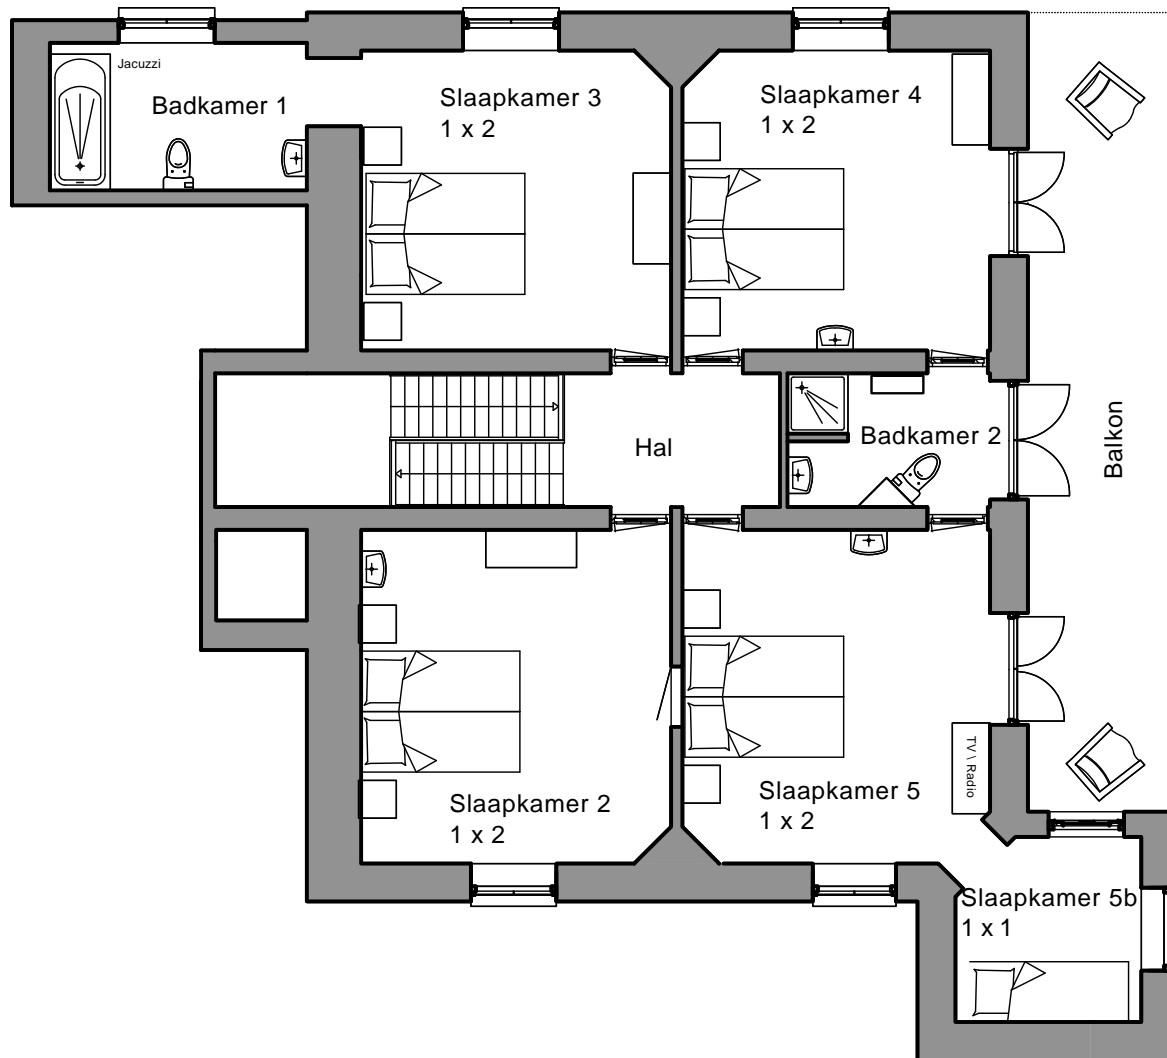 Jacuzzi
Badkamer 1
Slaapkamer 3
1 x 2
Slaapkamer 4
1 x 2
Hal
Badkamer 2
Balkon
Slaapkamer 2
1 x 2
Slaapkamer 5
1 x 2
TV \ Radio
Slaapkamer 5b
1 x 1